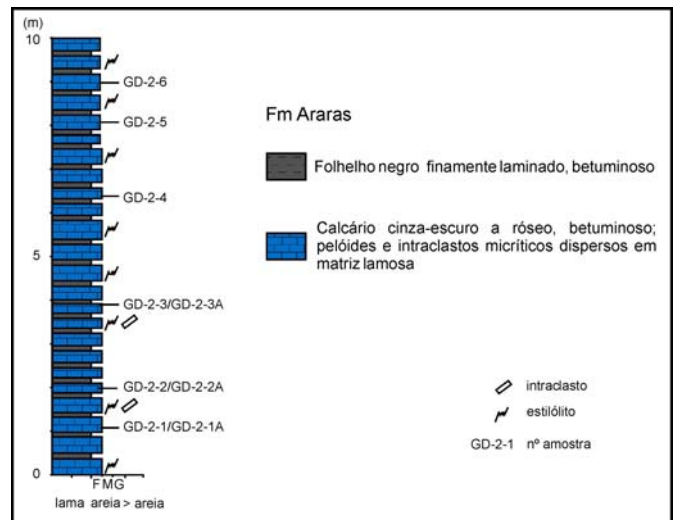 (m)
10
GD-2-6
GD-2-5
GD-2-4
5
GD-2-3/GD-2-3A
GD-2-2/GD-2-2A
GD-2-1/GD-2-1A
0
FMG
lama areia > areia
Fm Araras
Folhelho negro finamente laminado, betuminoso
Calcário cinza-escuro a róseo, betuminoso;
pelóides e intraclastos micríticos dispersos em
matriz lamosa
intraclasto
estilólito
GD-2-1 nº amostra